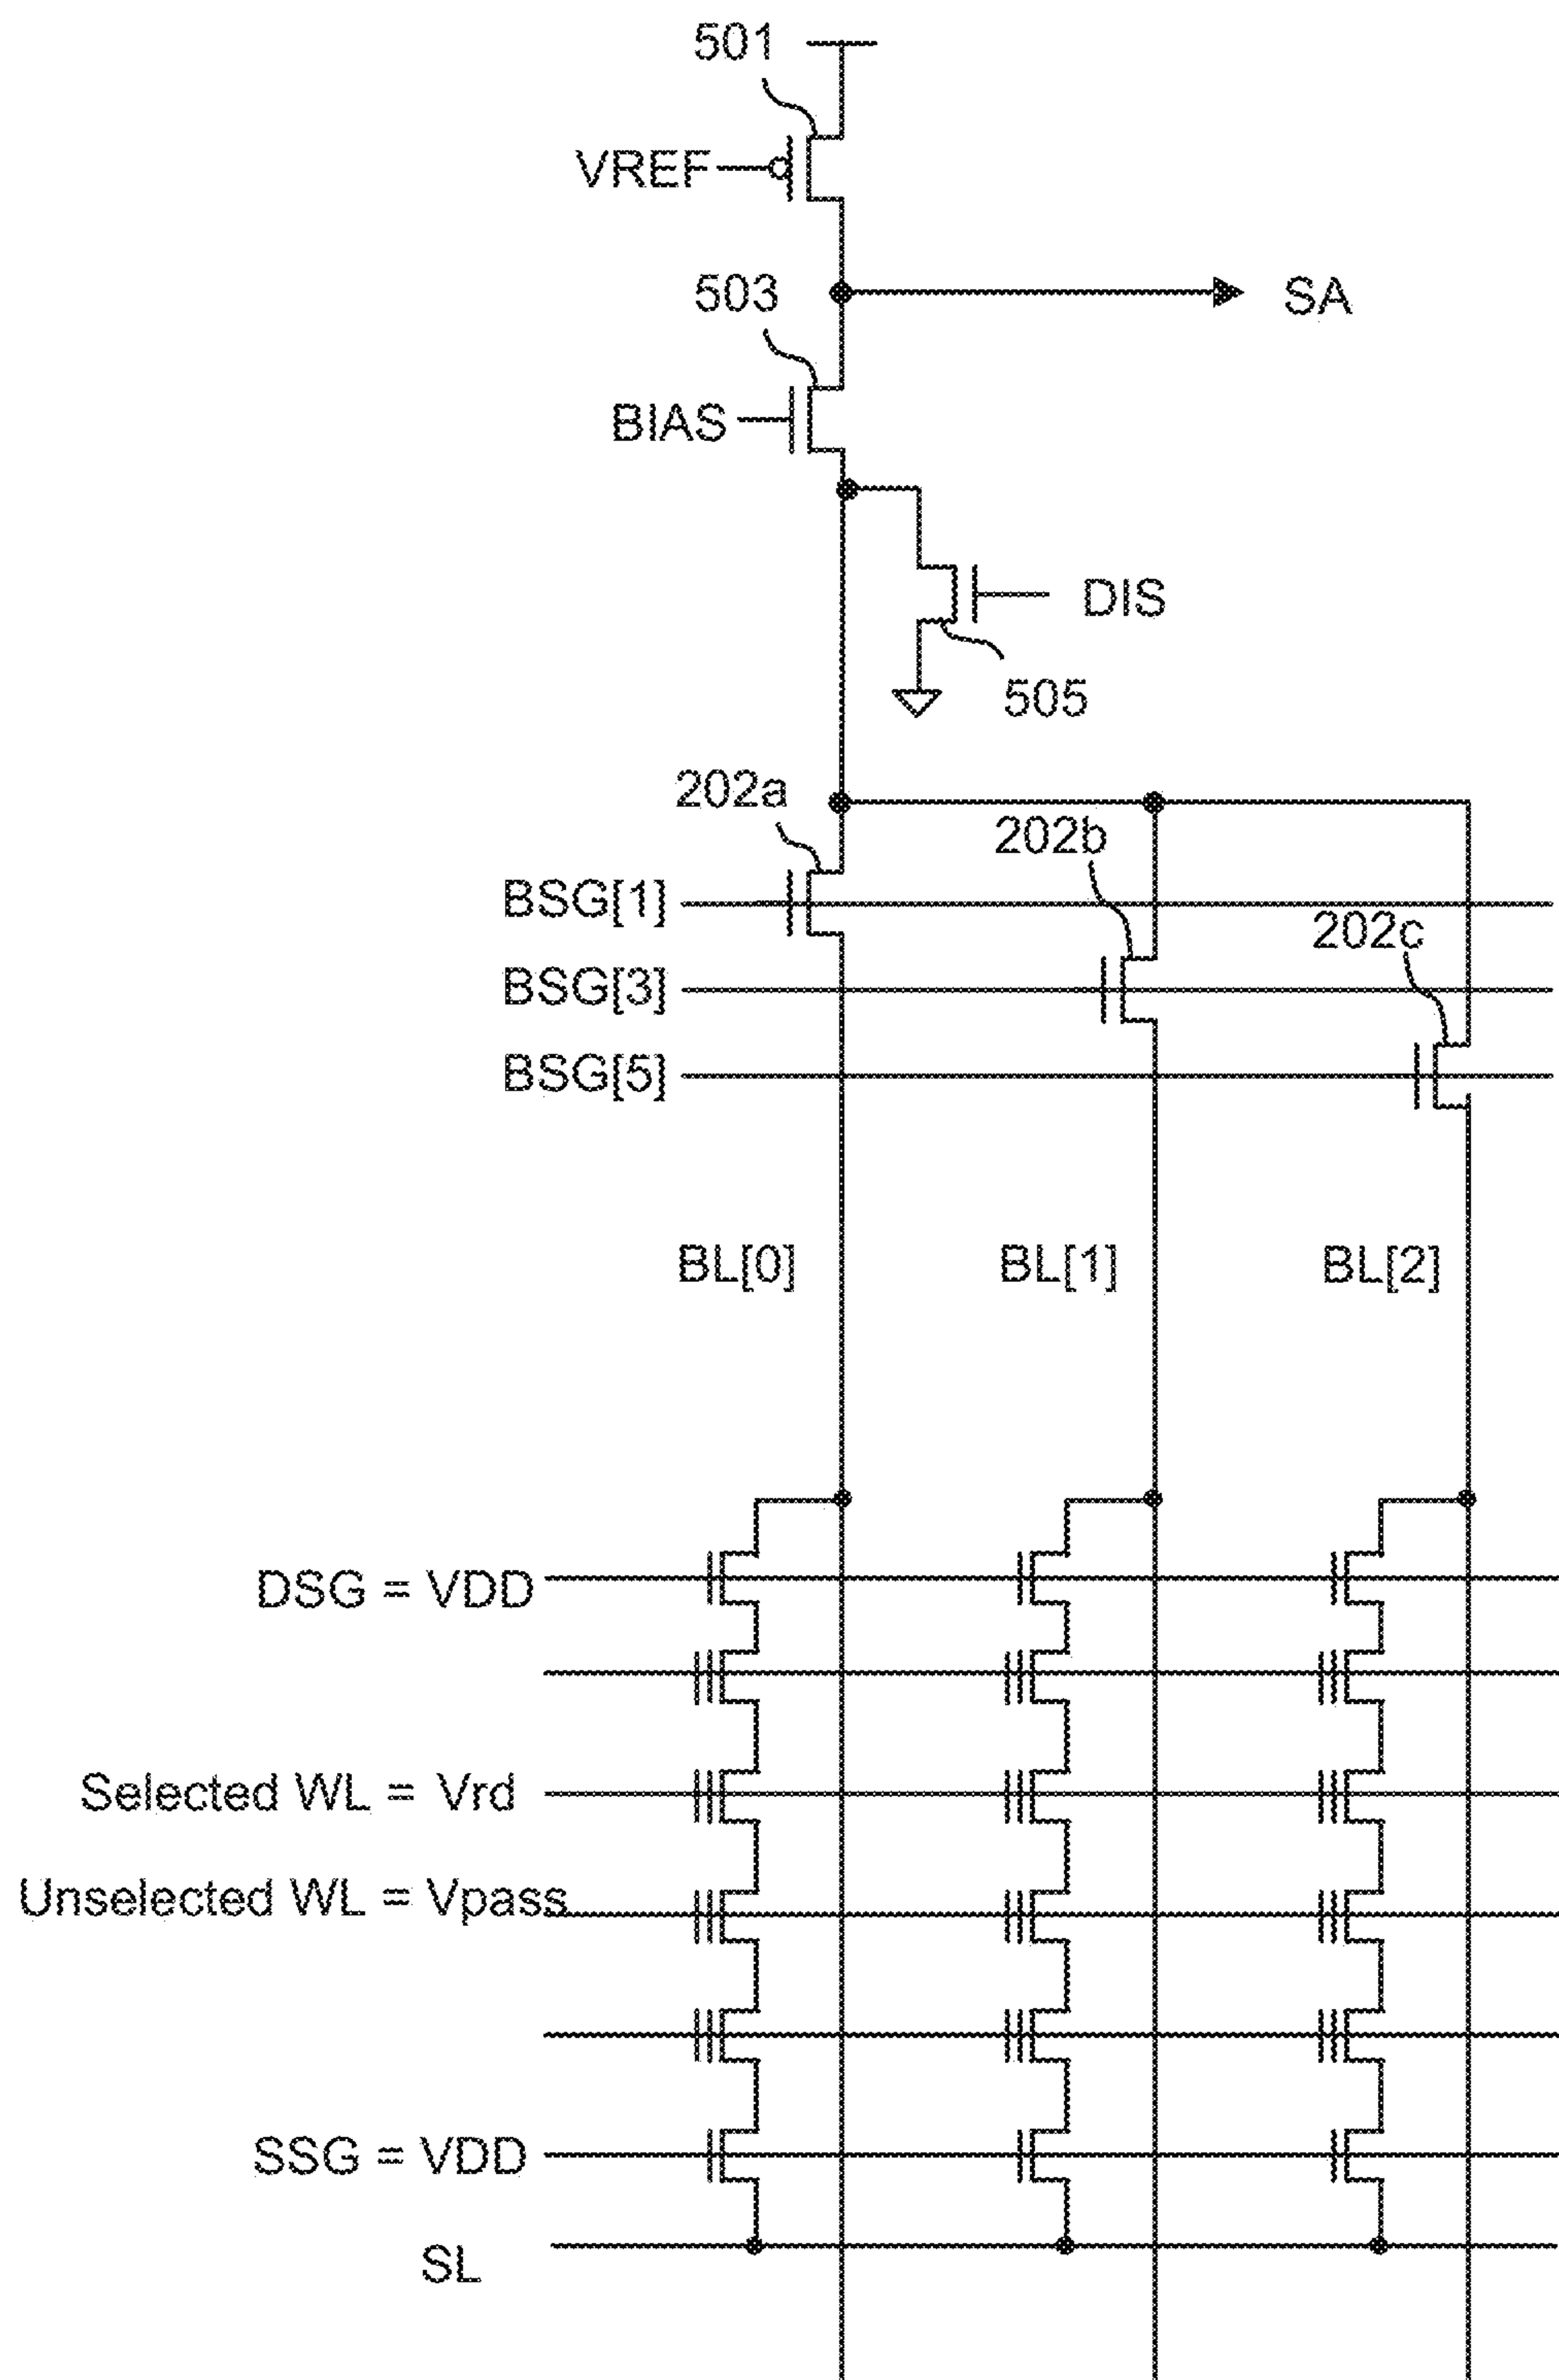 501
VREF
503
SA
BIAS
DIS
505
202a
202b
BSG[1]
202c
BSG[3]
BSG[5]
BL[0] BL[1] BL[2]
DSG = VDD
Selected WL = Vrd
Unselected WL = Vpass
SSG = VDD
SL